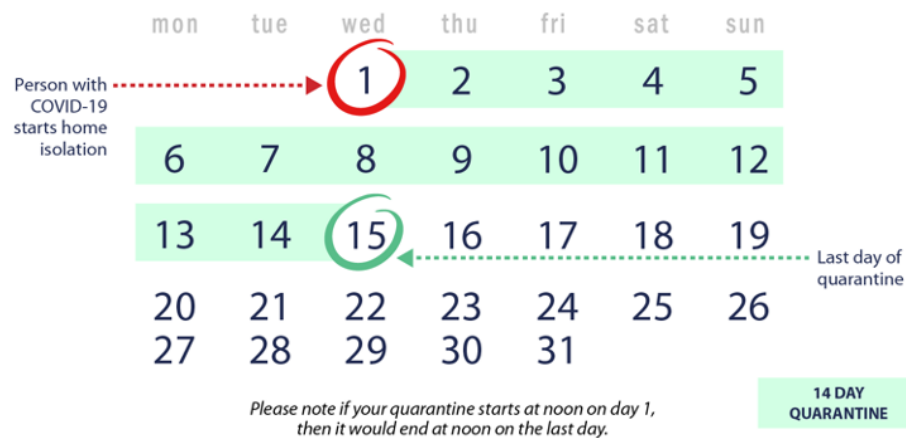 mon tue wed thu fri sat sun
Person with
COVID-19
starts home
isolation
1 2 3 4 5
6 7 8 9 10 11 12
13 14 15 16 17 18 19
Last day of
quarantine
20 21 22 23 24 25 26
27 28 29 30 31
Please note if your quarantine starts at noon on day 1,
then it would end at noon on the last day.
14 DAY
QUARANTINE